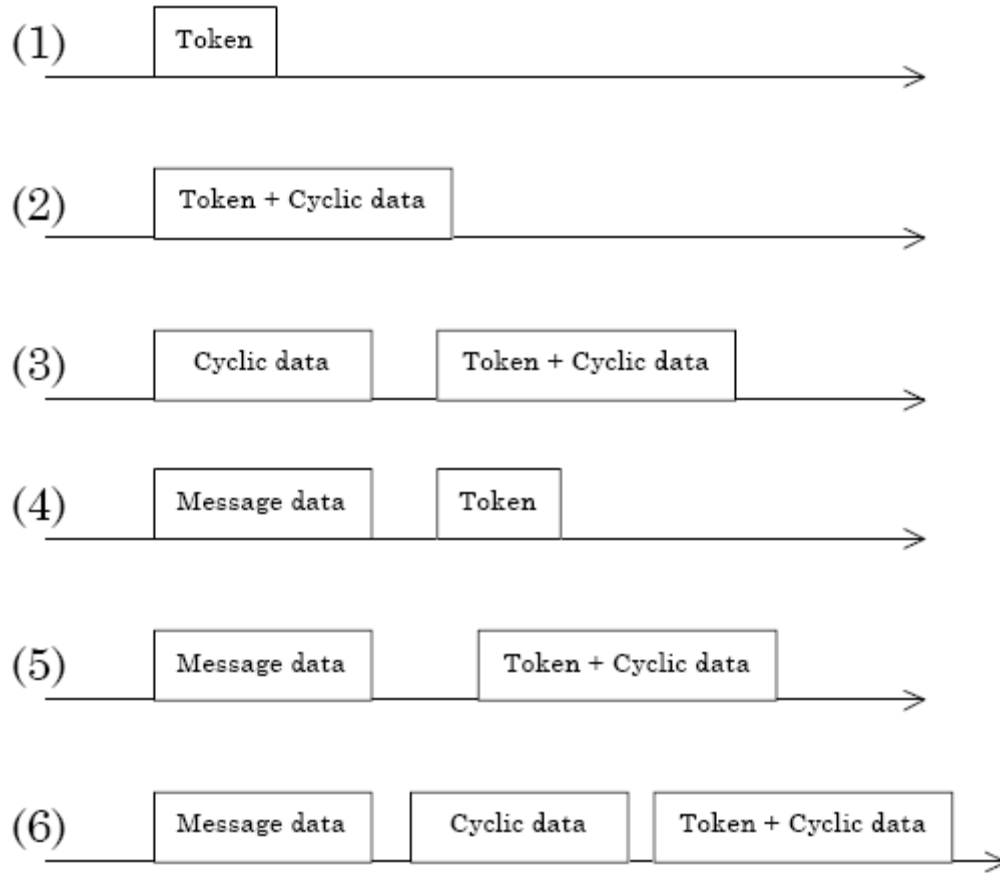 (1) Token
(2) Token + Cyclic data
(3) Cyclic data Token + Cyclic data
(4) Message data Token
(5) Message data Token + Cyclic data
(6) Message data Cyclic data Token + Cyclic data